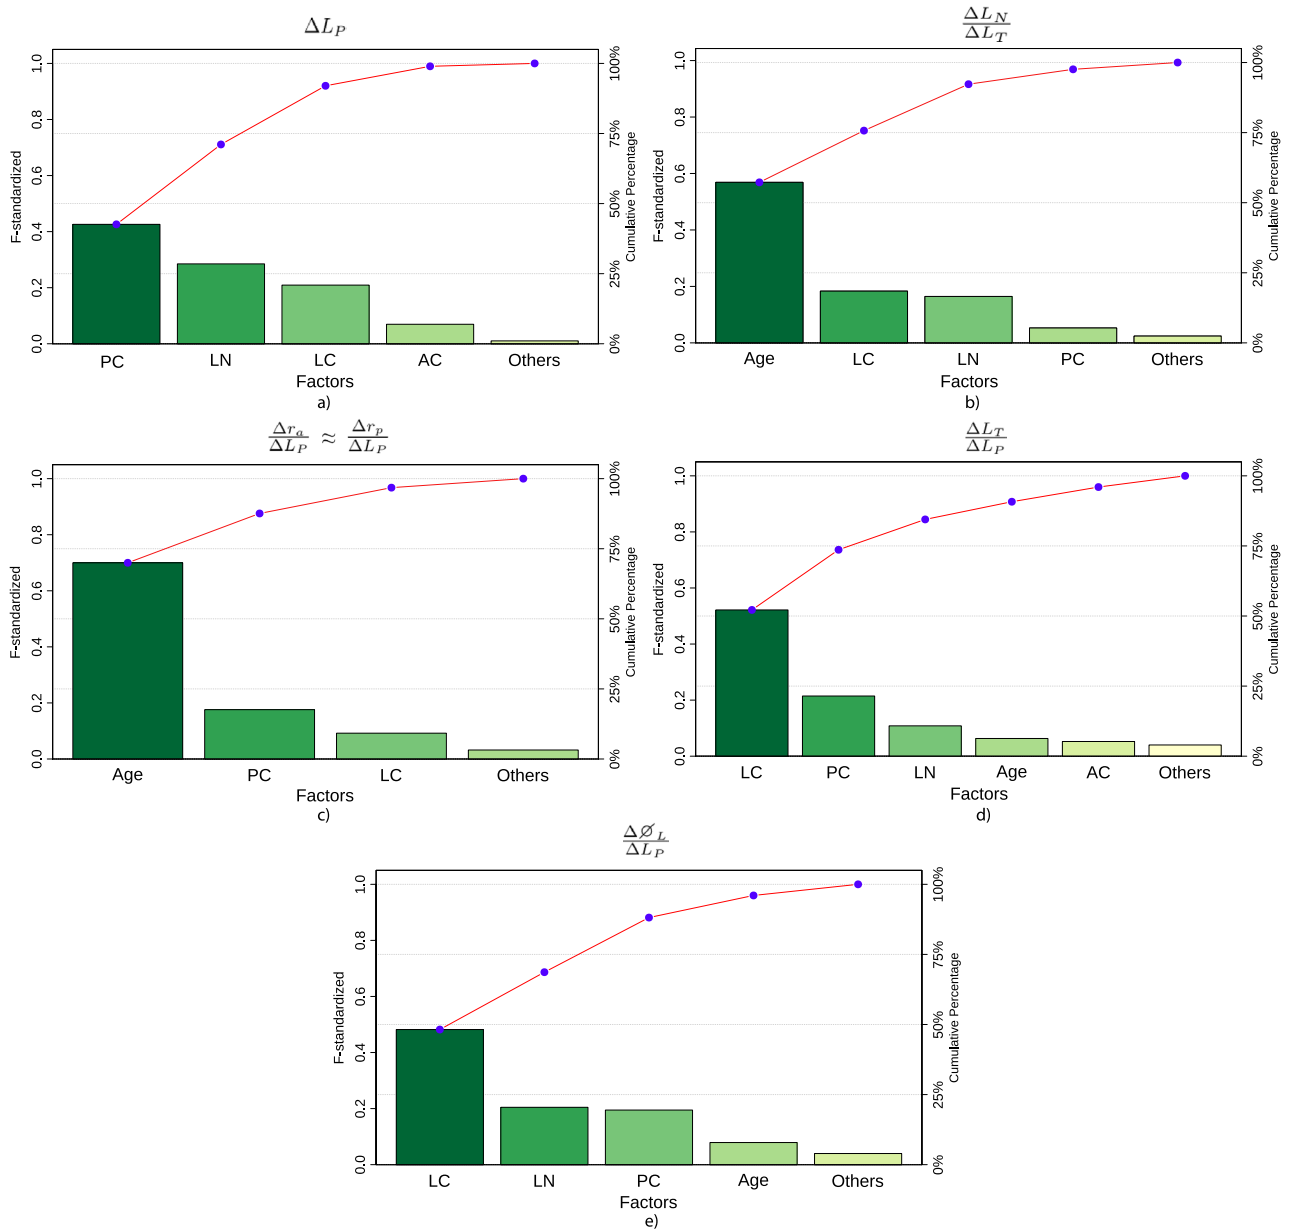 ΔL_P
F-standardized
0.0 0.2 0.4 0.6 0.8 1.0
0% 25% 50% 75% 100%
Cumulative Percentage
PC LN LC AC Others
Factors
a)
ΔL_N
ΔL_T
F-standardized
0.0 0.2 0.4 0.6 0.8 1.0
0% 25% 50% 75% 100%
Cumulative Percentage
Age LC LN PC Others
Factors
b)
Δr_a ≈ Δr_p
ΔL_P ΔL_P
F-standardized
0.0 0.2 0.4 0.6 0.8 1.0
0% 25% 50% 75% 100%
Cumulative Percentage
Age PC LC Others
Factors
c)
ΔL_T
ΔL_P
F-standardized
0.0 0.2 0.4 0.6 0.8 1.0
0% 25% 50% 75% 100%
Cumulative Percentage
LC PC LN Age AC Others
Factors
d)
Δ∅_L
ΔL_P
F-standardized
0.0 0.2 0.4 0.6 0.8 1.0
0% 25% 50% 75% 100%
Cumulative Percentage
LC LN PC Age Others
Factors
e)